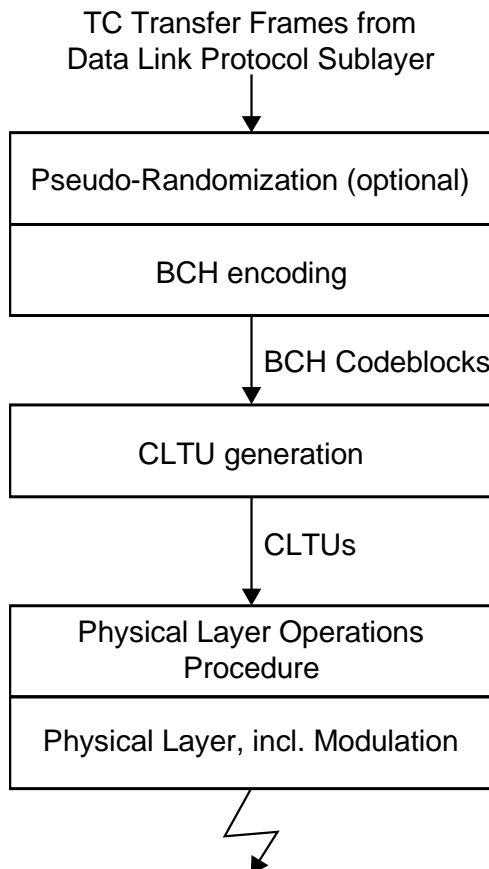 TC Transfer Frames from
Data Link Protocol Sublayer
Pseudo-Randomization (optional)
BCH encoding
BCH Codeblocks
CLTU generation
CLTUs
Physical Layer Operations
Procedure
Physical Layer, incl. Modulation